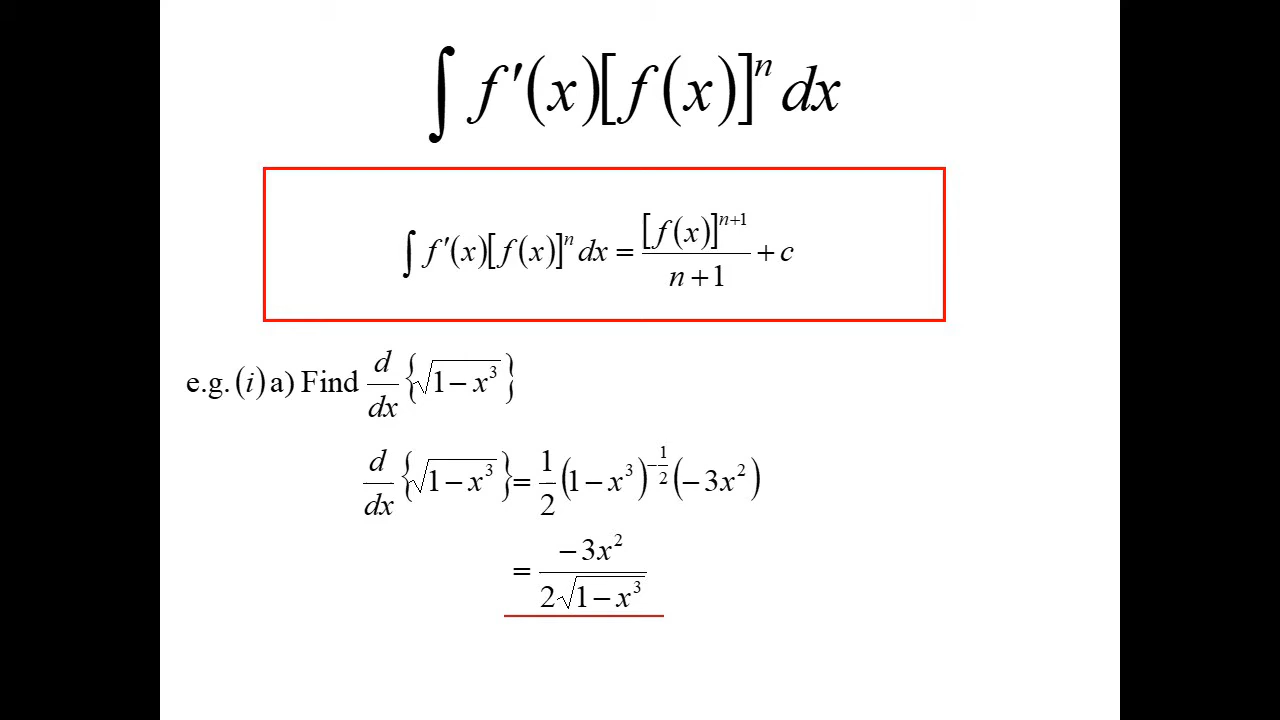 ∫ f′(x)[f(x)]ⁿ dx
∫ f′(x)[f(x)]ⁿ dx = [f(x)]ⁿ⁺¹ / (n+1) + c
e.g. (i) a) Find d/dx {√(1 − x³)}
d/dx {√(1 − x³)} = 1/2 (1 − x³)^(−1/2) (−3x²)
= −3x² / (2√(1 − x³))